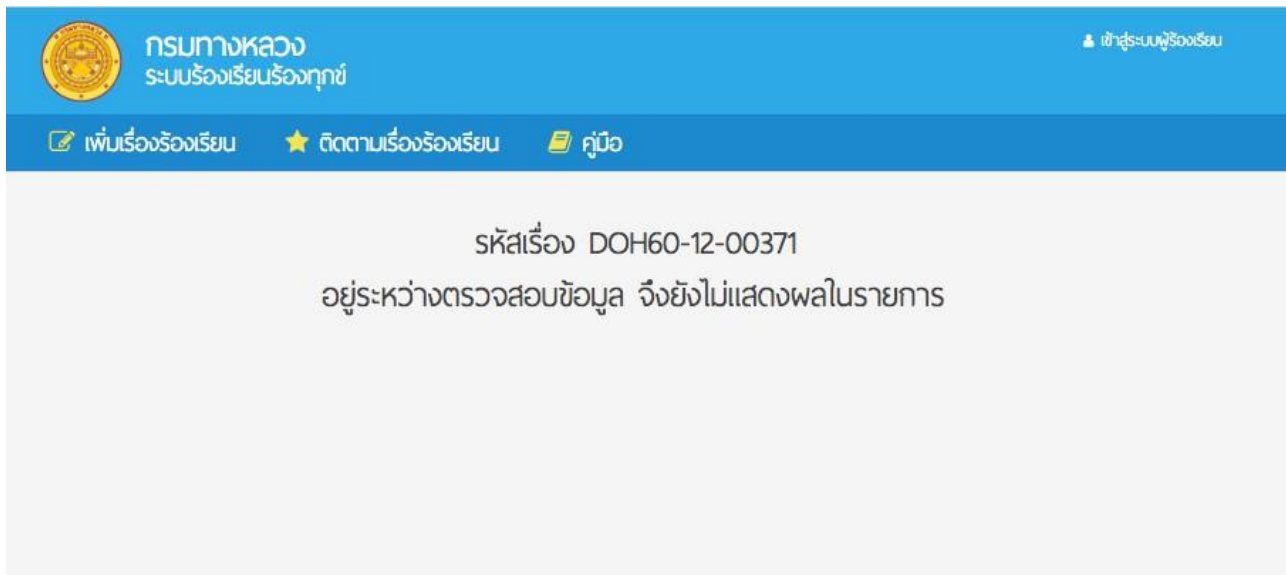 กรมทางหลวง
ระบบร้องเรียนร้องทุกข์
เข้าสู่ระบบผู้ร้องเรียน
เพิ่มเรื่องร้องเรียน ติดตามเรื่องร้องเรียน คู่มือ
รหัสเรื่อง DOH60-12-00371
อยู่ระหว่างตรวจสอบข้อมูล จึงยังไม่แสดงผลในรายการ